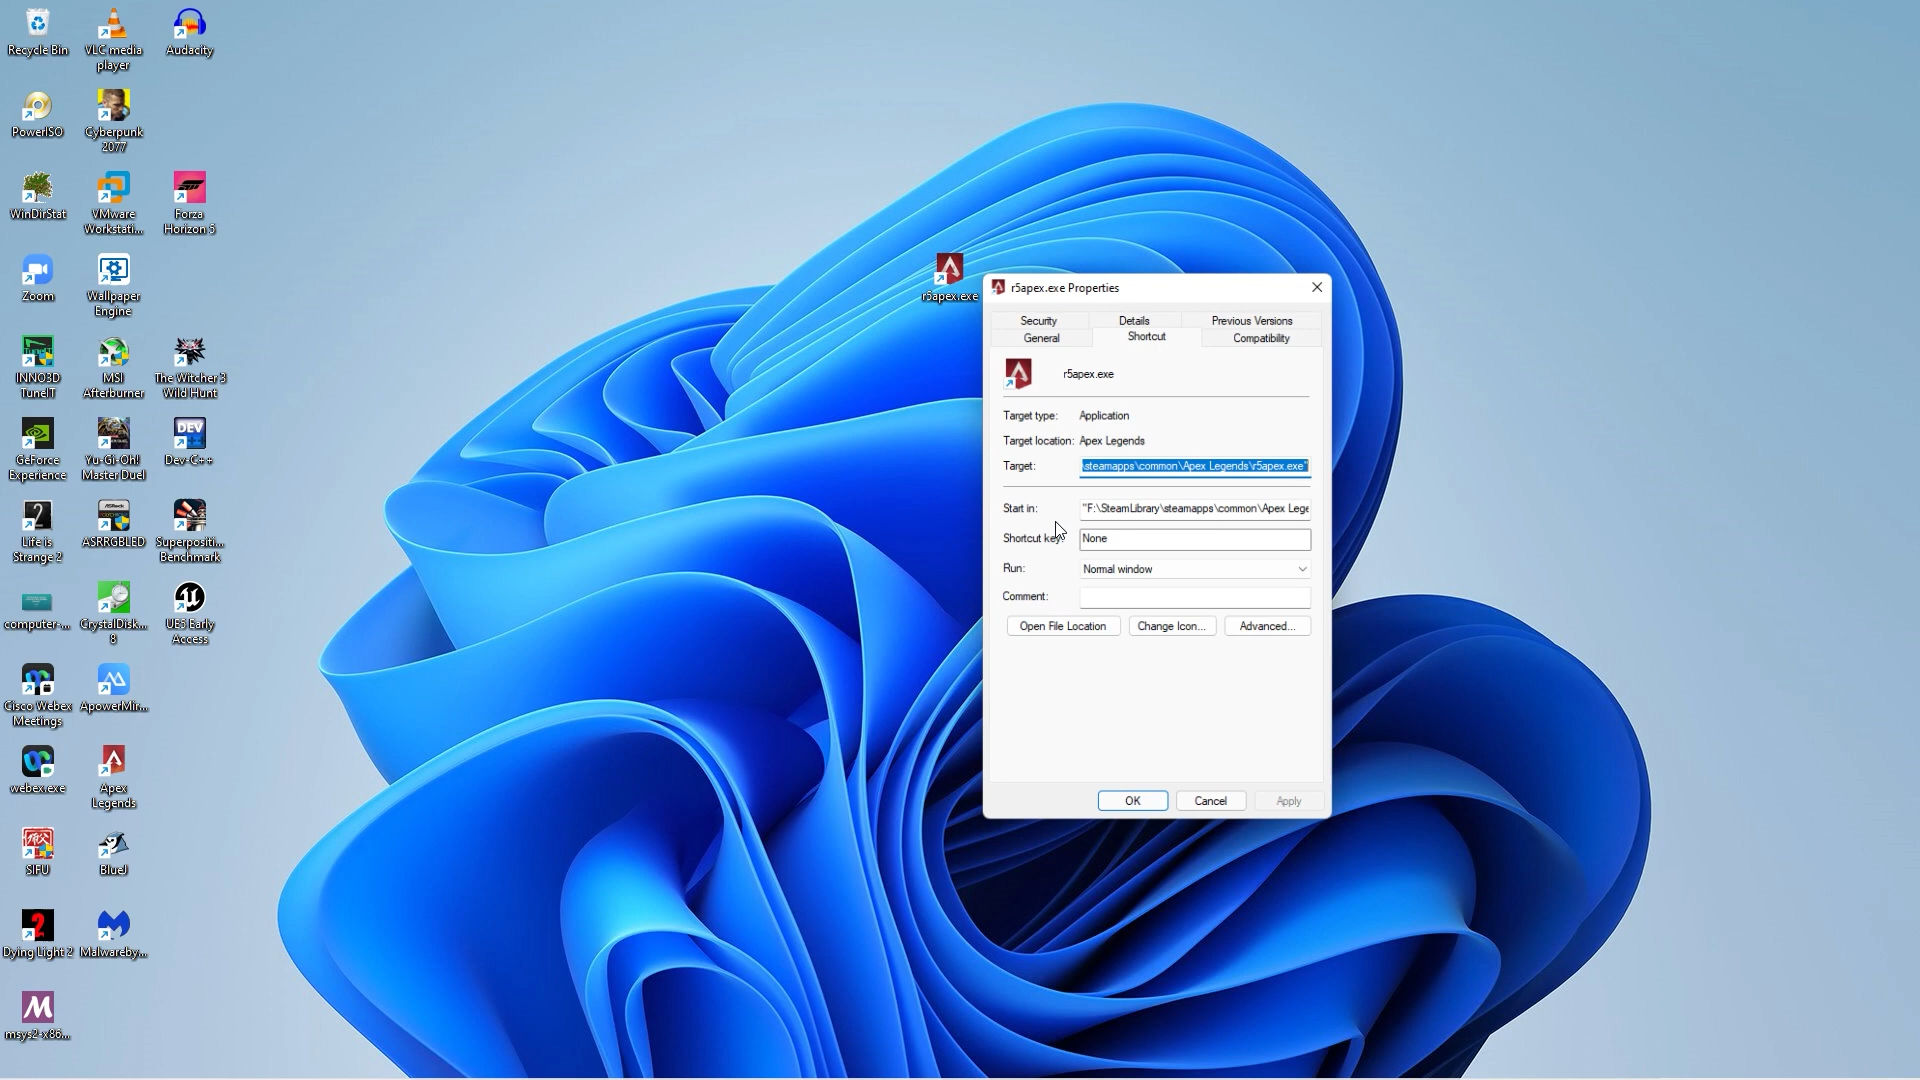 Recycle Bin
VLC media
player
Audacity
PowerISO
Cyberpunk
2077
WinDirStat
VMware
Workstati...
Forza
Horizon 5
Zoom
Wallpaper
Engine
INNO3D
TuneIT
MSI
Afterburner
The Witcher 3
Wild Hunt
GeForce
Experience
Yu-Gi-Oh!
Master Duel
DEV
Dev-C++
Life is
Strange 2
ASRRGBLED
Superpositi...
Benchmark
computer-...
CrystalDisk...
8
UE5 Early
Access
Cisco Webex
Meetings
ApowerMir...
webex.exe
Apex
Legends
SIFU
BlueJ
Dying Light 2
Malwareby...
msys2-x86...
r5apex.exe
r5apex.exe Properties
Security
Details
Previous Versions
General
Shortcut
Compatibility
r5apex.exe
Target type: Application
Target location: Apex Legends
Target: \steamapps\common\Apex Legends\r5apex.exe"
Start in: "F:\SteamLibrary\steamapps\common\Apex Lege
Shortcut key: None
Run: Normal window
Comment:
Open File Location
Change Icon...
Advanced...
OK
Cancel
Apply